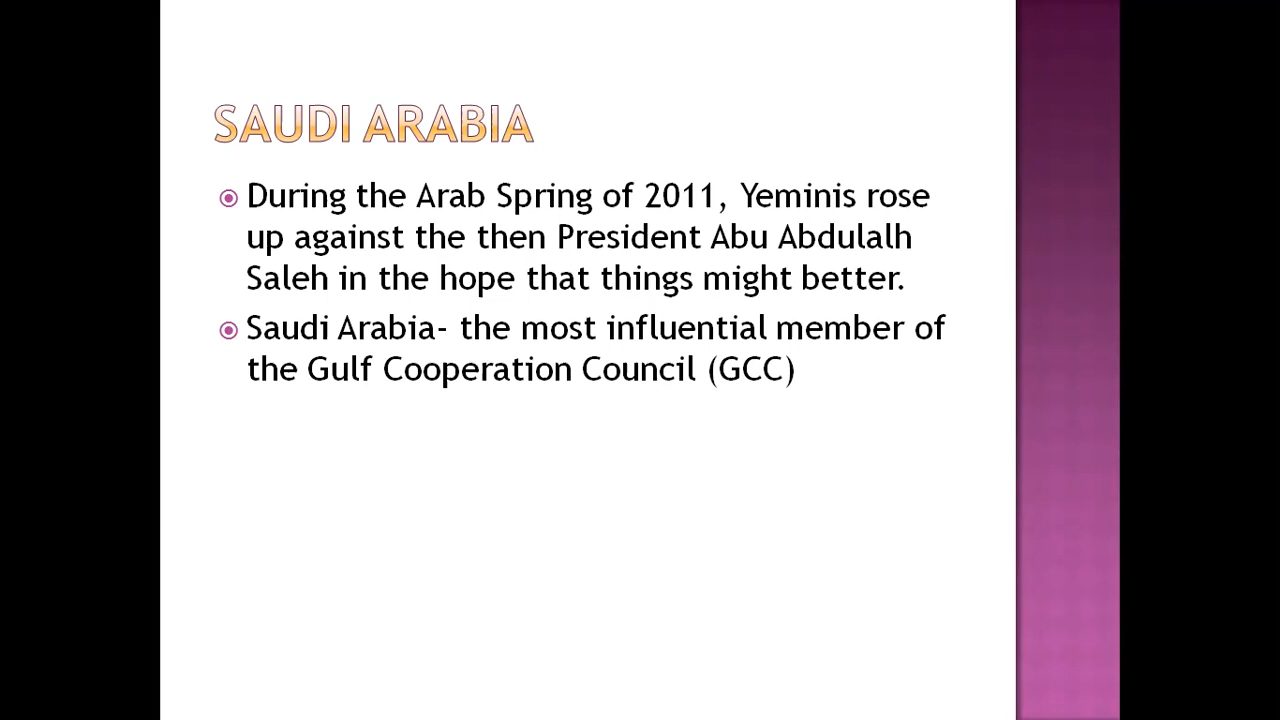 SAUDI ARABIA
During the Arab Spring of 2011, Yeminis rose
up against the then President Abu Abdulalh
Saleh in the hope that things might better.
Saudi Arabia- the most influential member of
the Gulf Cooperation Council (GCC)